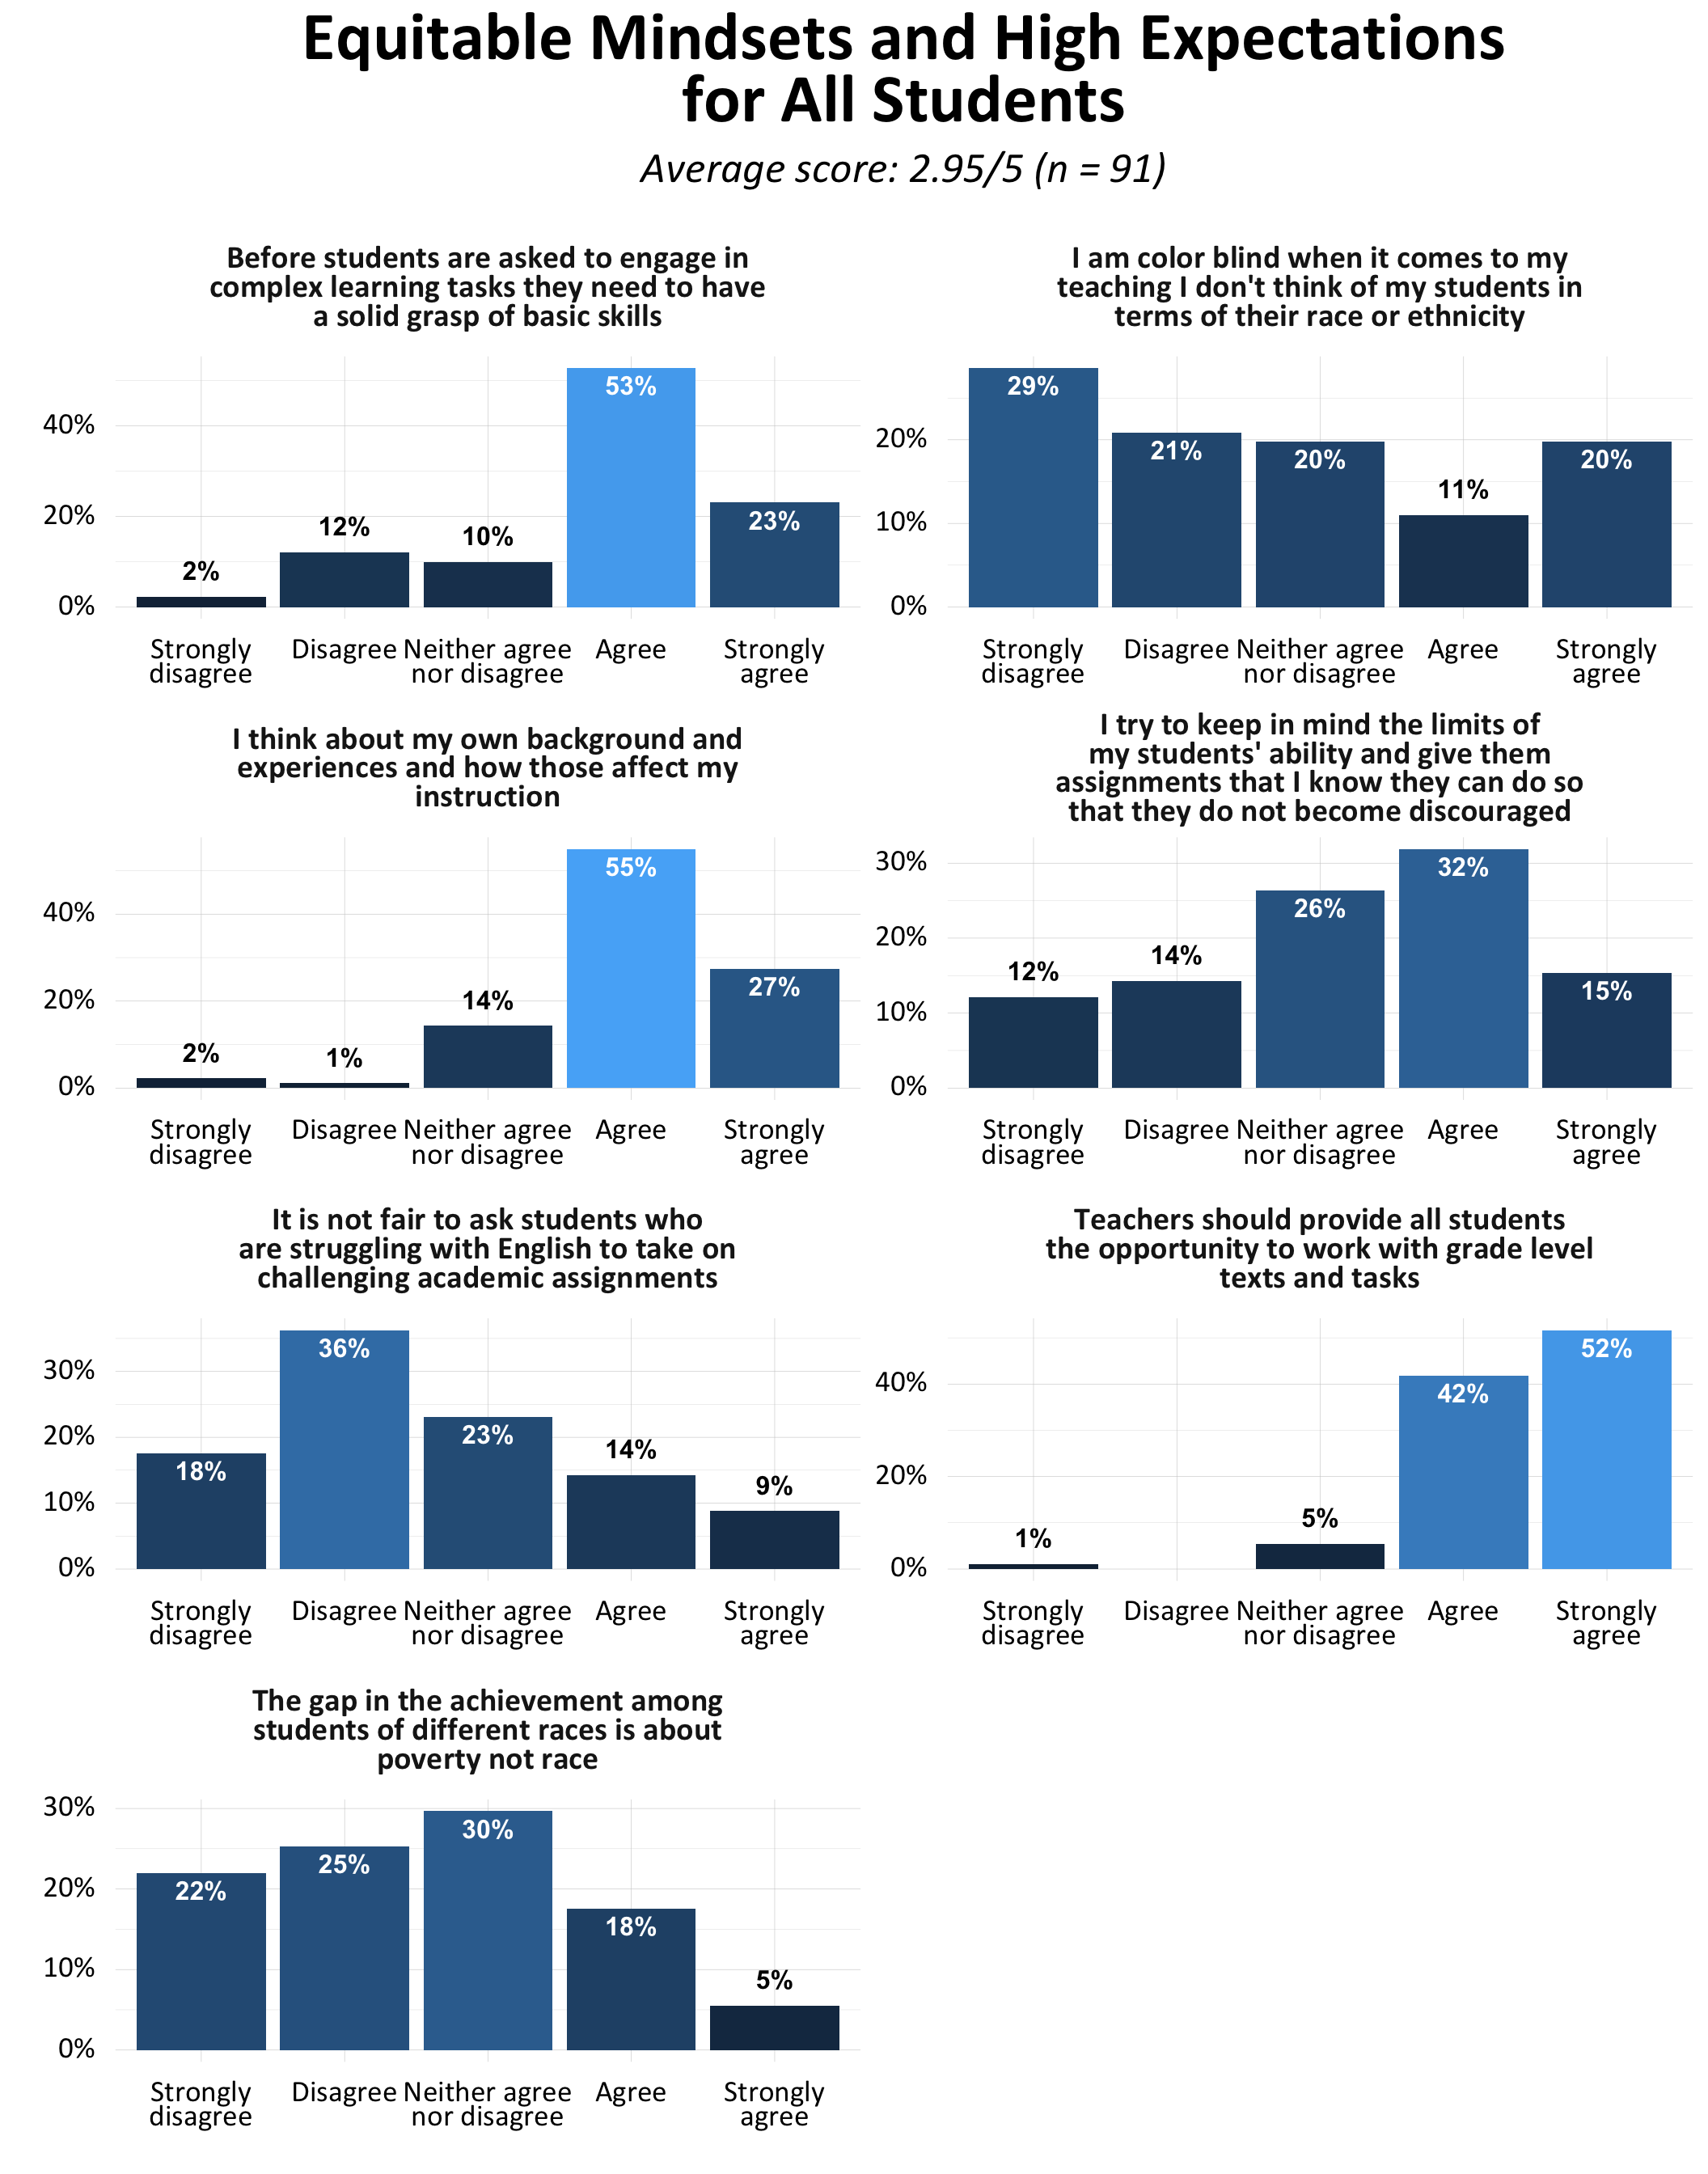 Equitable Mindsets and High Expectations
for All Students
Average score: 2.95/5 (n = 91)
Before students are asked to engage in
complex learning tasks they need to have
a solid grasp of basic skills
40%
20%
0%
2%
12%
10%
53%
23%
Strongly
disagree
Disagree
Neither agree
nor disagree
Agree
Strongly
agree
I am color blind when it comes to my
teaching I don't think of my students in
terms of their race or ethnicity
20%
10%
0%
29%
21%
20%
11%
20%
Strongly
disagree
Disagree
Neither agree
nor disagree
Agree
Strongly
agree
I think about my own background and
experiences and how those affect my
instruction
40%
20%
0%
2%
1%
14%
55%
27%
Strongly
disagree
Disagree
Neither agree
nor disagree
Agree
Strongly
agree
I try to keep in mind the limits of
my students' ability and give them
assignments that I know they can do so
that they do not become discouraged
30%
20%
10%
0%
12%
14%
26%
32%
15%
Strongly
disagree
Disagree
Neither agree
nor disagree
Agree
Strongly
agree
It is not fair to ask students who
are struggling with English to take on
challenging academic assignments
30%
20%
10%
0%
18%
36%
23%
14%
9%
Strongly
disagree
Disagree
Neither agree
nor disagree
Agree
Strongly
agree
Teachers should provide all students
the opportunity to work with grade level
texts and tasks
40%
20%
0%
1%
5%
42%
52%
Strongly
disagree
Disagree
Neither agree
nor disagree
Agree
Strongly
agree
The gap in the achievement among
students of different races is about
poverty not race
30%
20%
10%
0%
22%
25%
30%
18%
5%
Strongly
disagree
Disagree
Neither agree
nor disagree
Agree
Strongly
agree